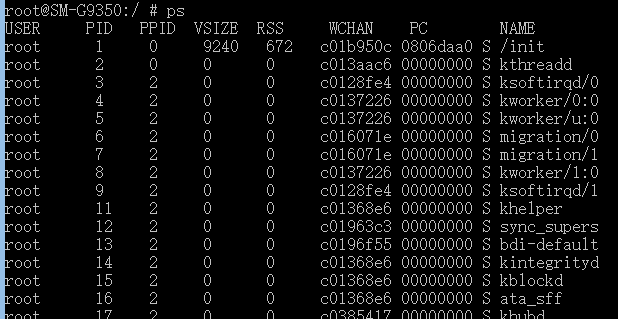 root@SM-G9350:/ # ps
USER PID PPID VSIZE RSS WCHAN PC NAME
root 1 0 9240 672 c01b950c 0806daa0 S /init
root 2 0 0 0 c013aac6 00000000 S kthreadd
root 3 2 0 0 c0128fe4 00000000 S ksoftirqd/0
root 4 2 0 0 c0137226 00000000 S kworker/0:0
root 5 2 0 0 c0137226 00000000 S kworker/u:0
root 6 2 0 0 c016071e 00000000 S migration/0
root 7 2 0 0 c016071e 00000000 S migration/1
root 8 2 0 0 c0137226 00000000 S kworker/1:0
root 9 2 0 0 c0128fe4 00000000 S ksoftirqd/1
root 11 2 0 0 c01368e6 00000000 S khelper
root 12 2 0 0 c01963c3 00000000 S sync_supers
root 13 2 0 0 c0196f55 00000000 S bdi-default
root 14 2 0 0 c01368e6 00000000 S kintegrityd
root 15 2 0 0 c01368e6 00000000 S kblockd
root 16 2 0 0 c01368e6 00000000 S ata_sff
root 17 2 0 0 c0385417 00000000 S khubd